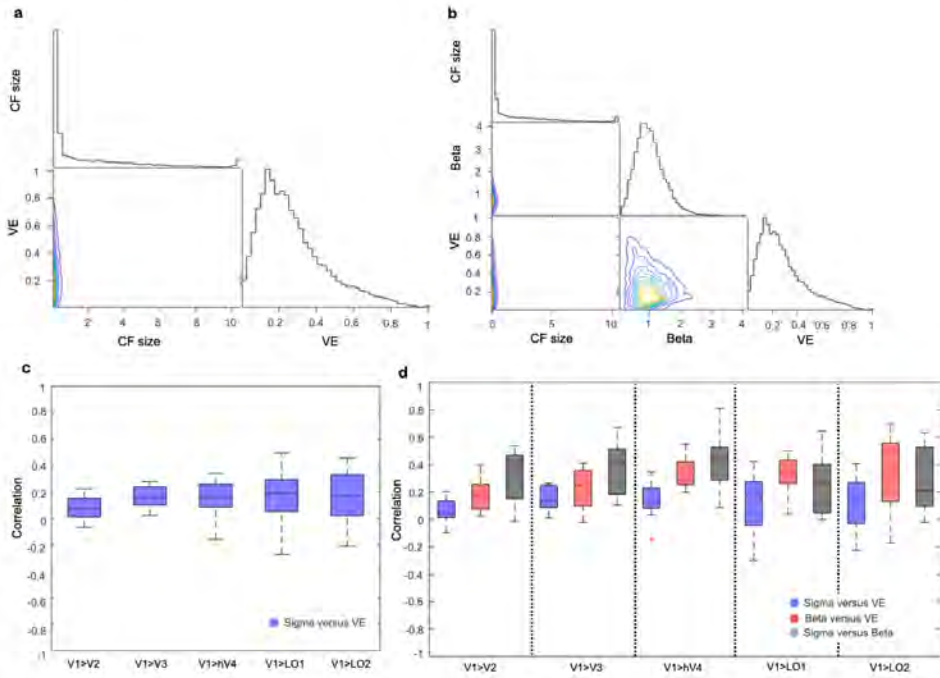 a
CF size
1
0.8
0.6
0.4
0.2
VE
2 4 6 8 10
CF size
0.2 0.4 0.6 0.8 1
VE
b
CF size
4
3
2
1
Beta
1
0.8
0.6
0.4
0.2
VE
0 5 10
CF size
1 2 3 4
Beta
0.2 0.4 0.6 0.8 1
VE
c
1
0.8
0.6
0.4
0.2
0
-0.2
-0.4
-0.6
-0.8
-1
Correlation
Sigma versus VE
V1>V2 V1>V3 V1>hV4 V1>LO1 V1>LO2
d
1
0.8
0.6
0.4
0.2
0
-0.2
-0.4
-0.6
-0.8
-1
Correlation
Sigma versus VE
Beta versus VE
Sigma versus Beta
V1>V2 V1>V3 V1>hV4 V1>LO1 V1>LO2